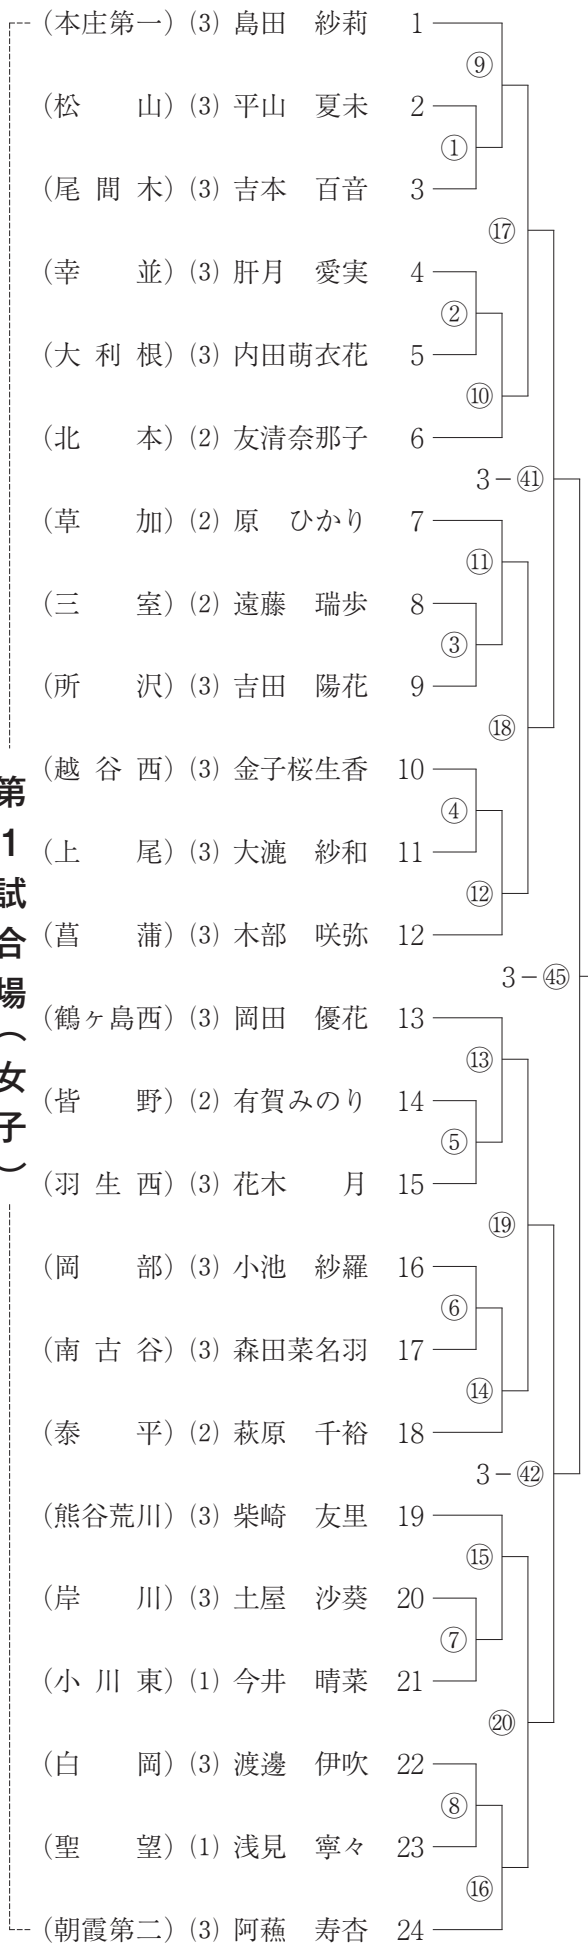 (本庄第一) (3) 島田 紗莉 1
⑨
(松 山) (3) 平山 夏未 2
①
(尾間木) (3) 吉本 百音 3
⑰
(幸 並) (3) 肝月 愛実 4
②
(大利根) (3) 内田萌衣花 5
⑩
(北 本) (2) 友清奈那子 6
3-㊶
(草 加) (2) 原 ひかり 7
⑪
(三 室) (2) 遠藤 瑞歩 8
③
(所 沢) (3) 吉田 陽花 9
⑱
(越谷西) (3) 金子桜生香 10
④
(上 尾) (3) 大漉 紗和 11
⑫
(菖 蒲) (3) 木部 咲弥 12
第1試合場(女子)
3-㊺
(鶴ヶ島西) (3) 岡田 優花 13
⑬
(皆 野) (2) 有賀みのり 14
⑤
(羽生西) (3) 花木 月 15
⑲
(岡 部) (3) 小池 紗羅 16
⑥
(南古谷) (3) 森田菜名羽 17
⑭
(泰 平) (2) 萩原 千裕 18
3-㊷
(熊谷荒川) (3) 柴崎 友里 19
⑮
(岸 川) (3) 土屋 沙葵 20
⑦
(小川東) (1) 今井 晴菜 21
⑳
(白 岡) (3) 渡邊 伊吹 22
⑧
(聖 望) (1) 浅見 寧々 23
⑯
(朝霞第二) (3) 阿蘓 寿杏 24